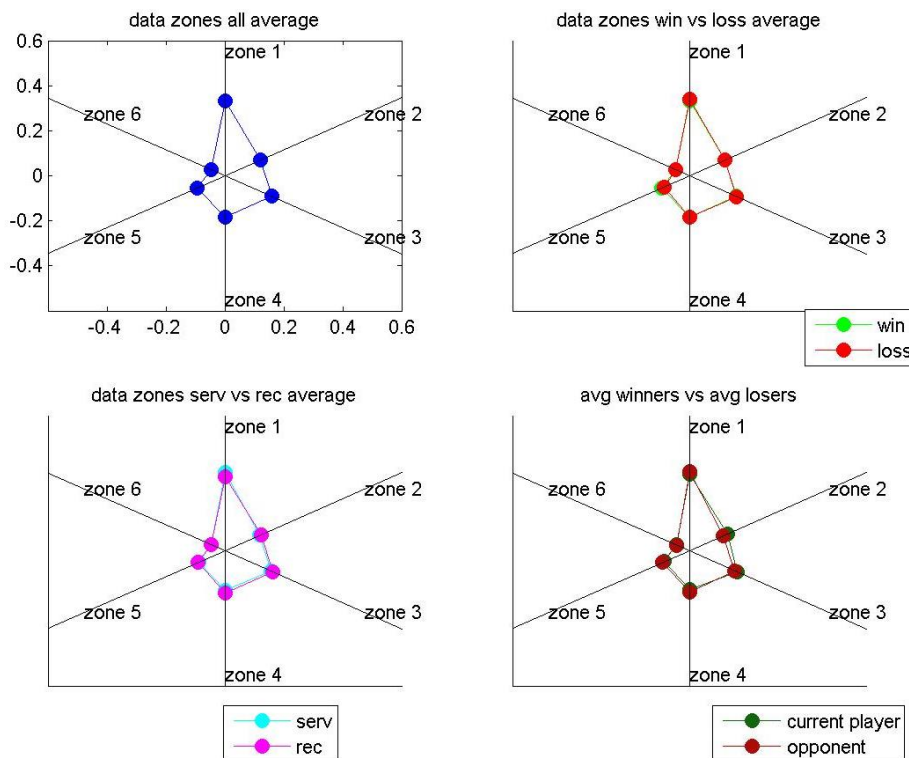 data zones all average
0.6
0.4
0.2
0
-0.2
-0.4
-0.4
-0.2
0
0.2
0.4
0.6
zone 1
zone 2
zone 3
zone 4
zone 5
zone 6
data zones win vs loss average
zone 1
zone 2
zone 3
zone 4
zone 5
zone 6
win
loss
data zones serv vs rec average
zone 1
zone 2
zone 3
zone 4
zone 5
zone 6
serv
rec
avg winners vs avg losers
zone 1
zone 2
zone 3
zone 4
zone 5
zone 6
current player
opponent